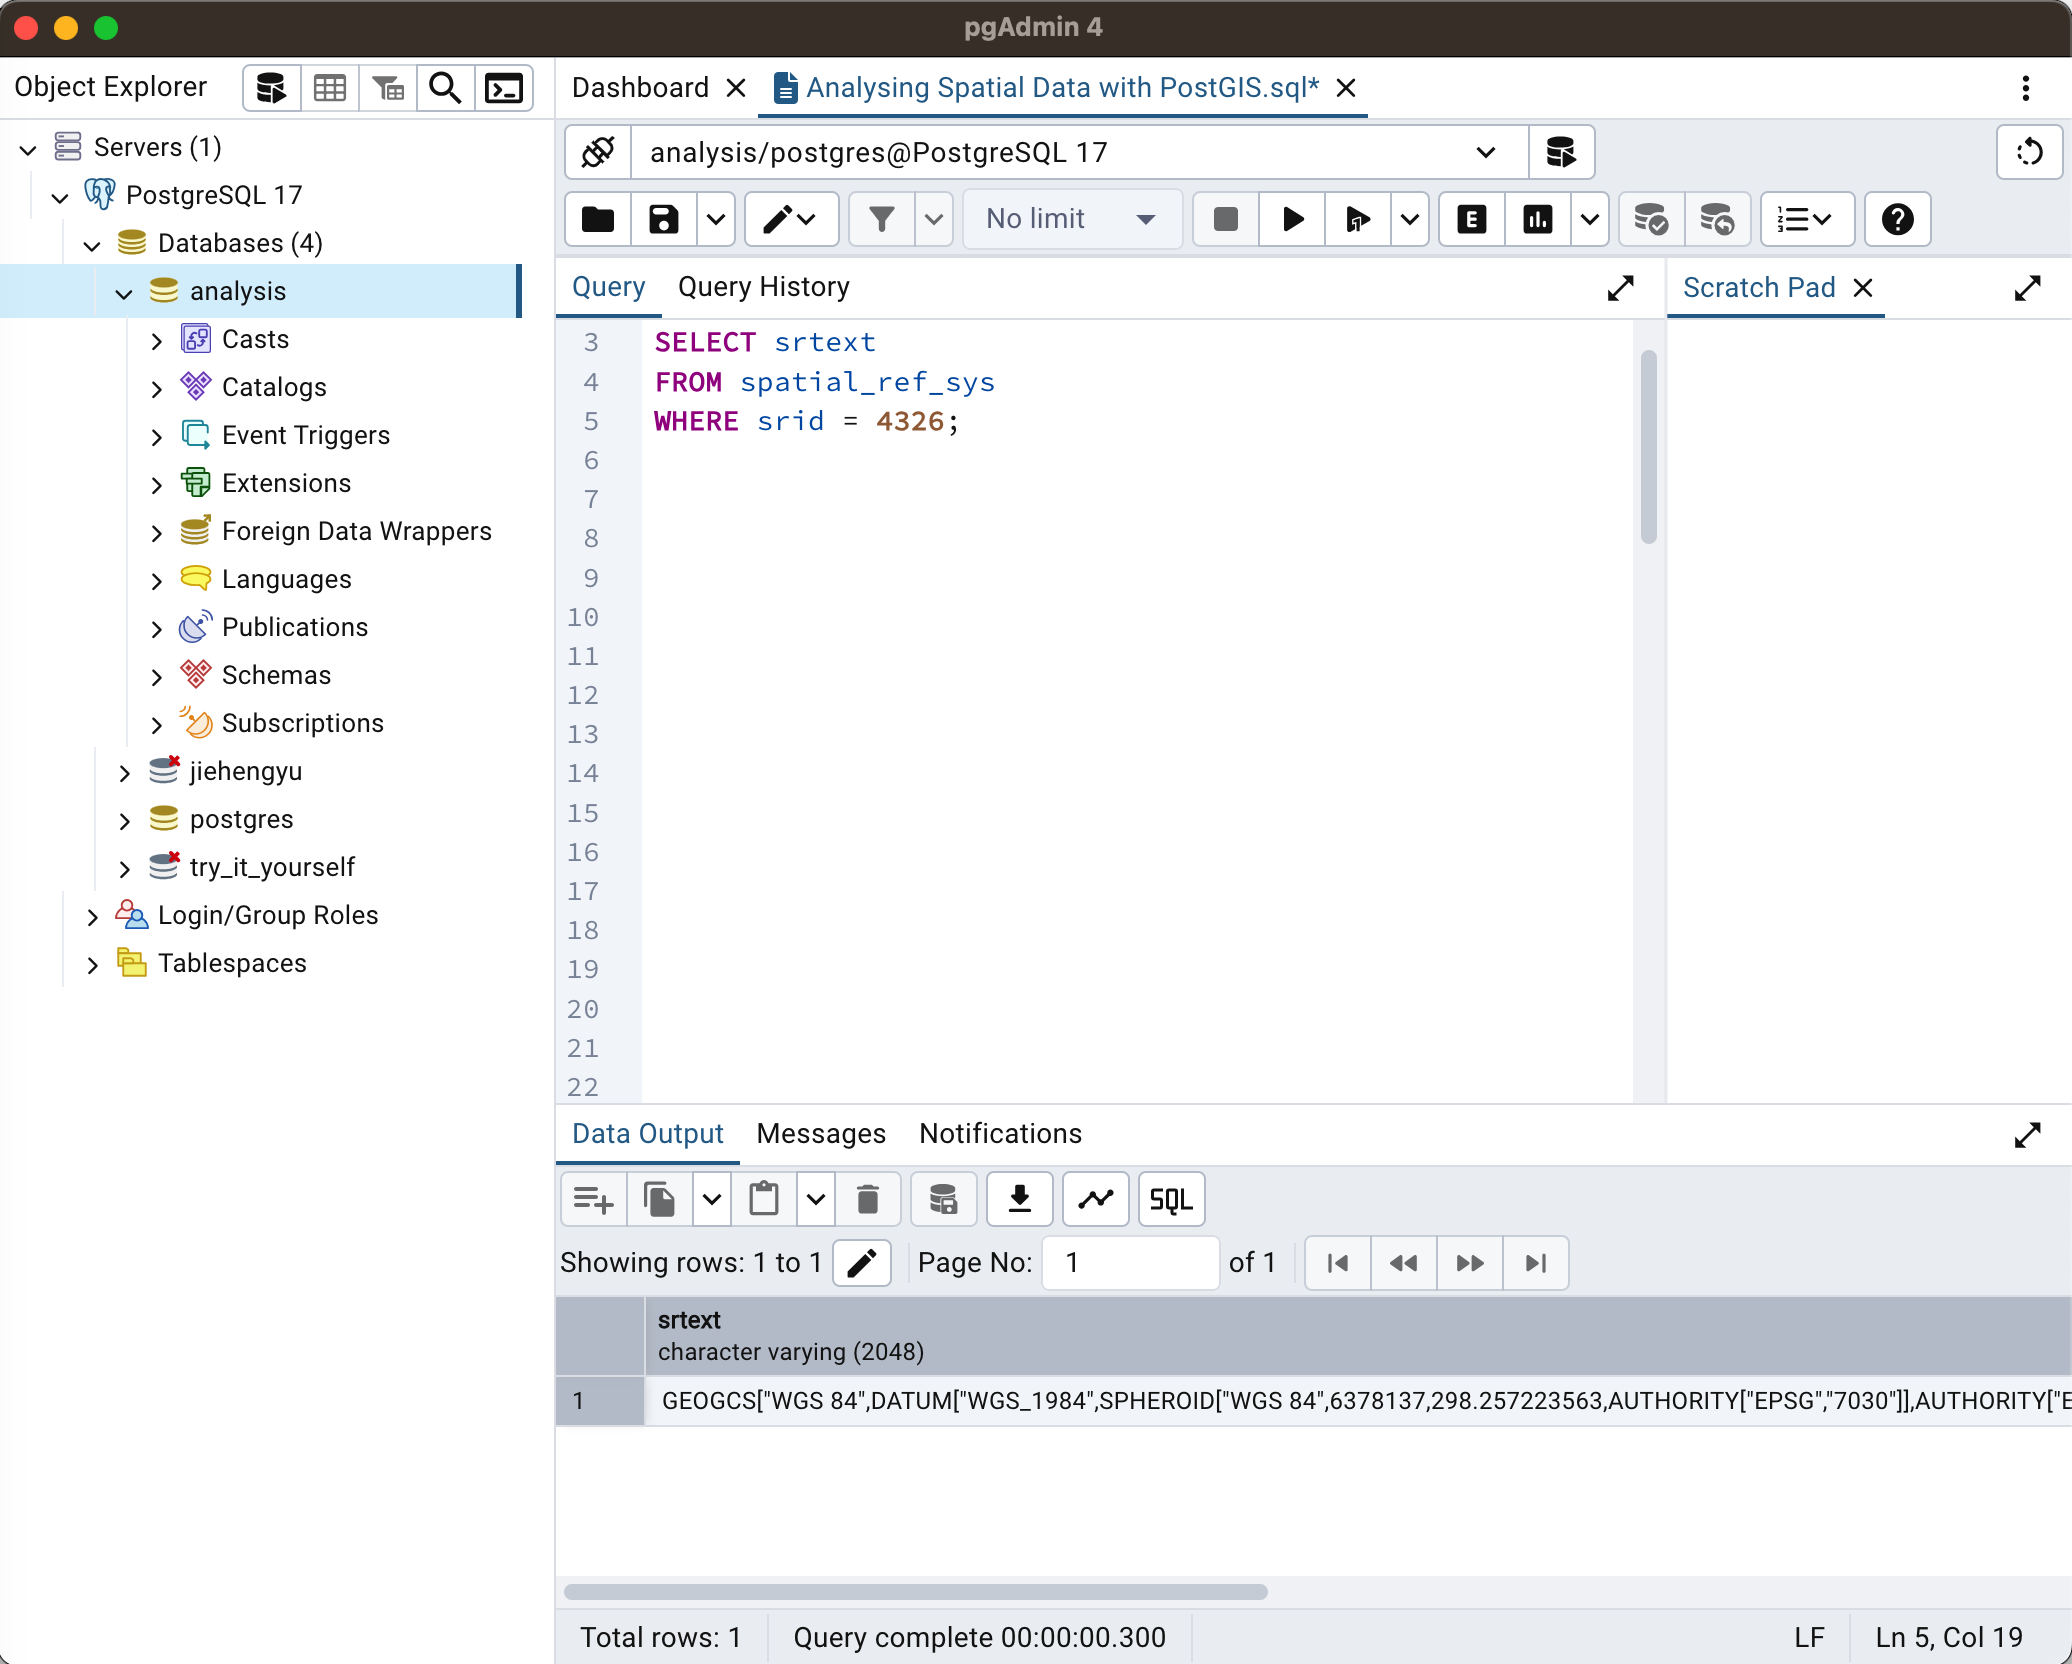 pgAdmin 4
Object Explorer
Servers (1)
PostgreSQL 17
Databases (4)
analysis
Casts
Catalogs
Event Triggers
Extensions
Foreign Data Wrappers
Languages
Publications
Schemas
Subscriptions
jiehengyu
postgres
try_it_yourself
Login/Group Roles
Tablespaces
Dashboard
Analysing Spatial Data with PostGIS.sql*
analysis/postgres@PostgreSQL 17
No limit
E
Query Query History
Scratch Pad
3 SELECT srtext
4 FROM spatial_ref_sys
5 WHERE srid = 4326;
6
7
8
9
10
11
12
13
14
15
16
17
18
19
20
21
22
Data Output Messages Notifications
SQL
Showing rows: 1 to 1 Page No: 1 of 1
srtext
character varying (2048)
1 GEOGCS["WGS 84",DATUM["WGS_1984",SPHEROID["WGS 84",6378137,298.257223563,AUTHORITY["EPSG","7030"]],AUTHORITY["E
Total rows: 1 Query complete 00:00:00.300 LF Ln 5, Col 19